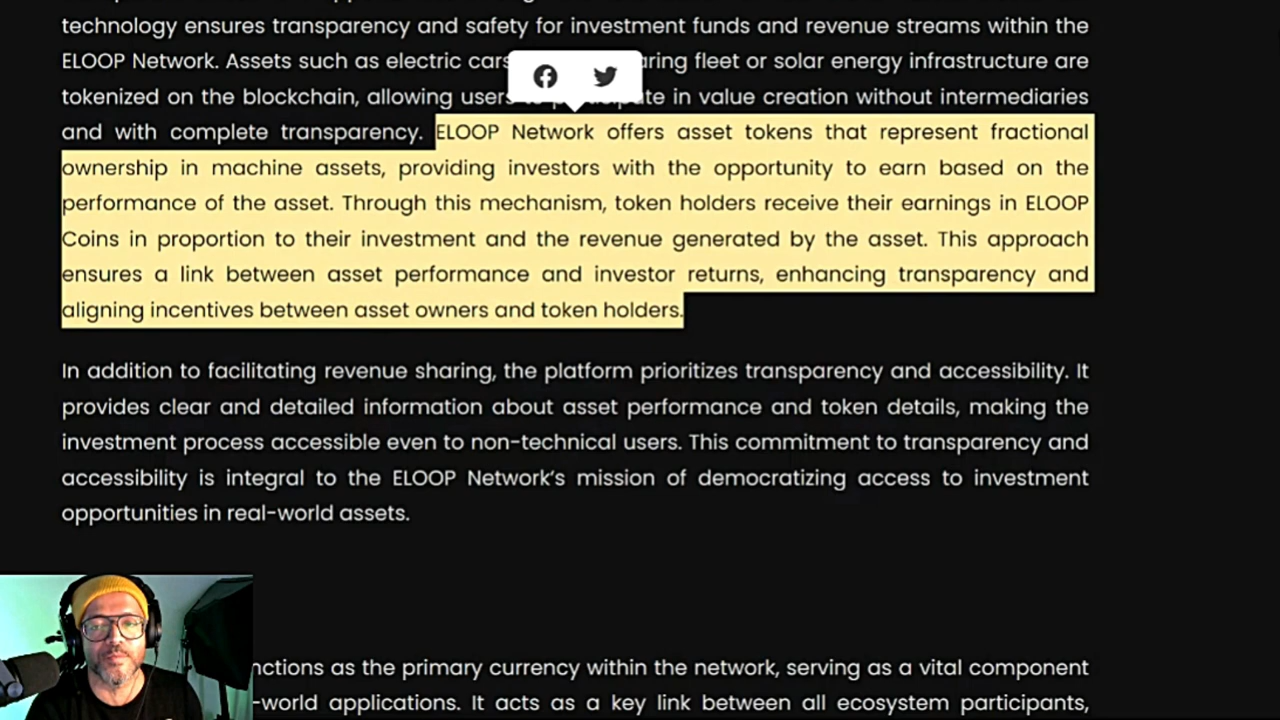 technology ensures transparency and safety for investment funds and revenue streams within the
ELOOP Network. Assets such as electric cars ring fleet or solar energy infrastructure are
tokenized on the blockchain, allowing users in value creation without intermediaries
and with complete transparency. ELOOP Network offers asset tokens that represent fractional
ownership in machine assets, providing investors with the opportunity to earn based on the
performance of the asset. Through this mechanism, token holders receive their earnings in ELOOP
Coins in proportion to their investment and the revenue generated by the asset. This approach
ensures a link between asset performance and investor returns, enhancing transparency and
aligning incentives between asset owners and token holders.
In addition to facilitating revenue sharing, the platform prioritizes transparency and accessibility. It
provides clear and detailed information about asset performance and token details, making the
investment process accessible even to non-technical users. This commitment to transparency and
accessibility is integral to the ELOOP Network's mission of democratizing access to investment
opportunities in real-world assets.
nctions as the primary currency within the network, serving as a vital component
-world applications. It acts as a key link between all ecosystem participants,